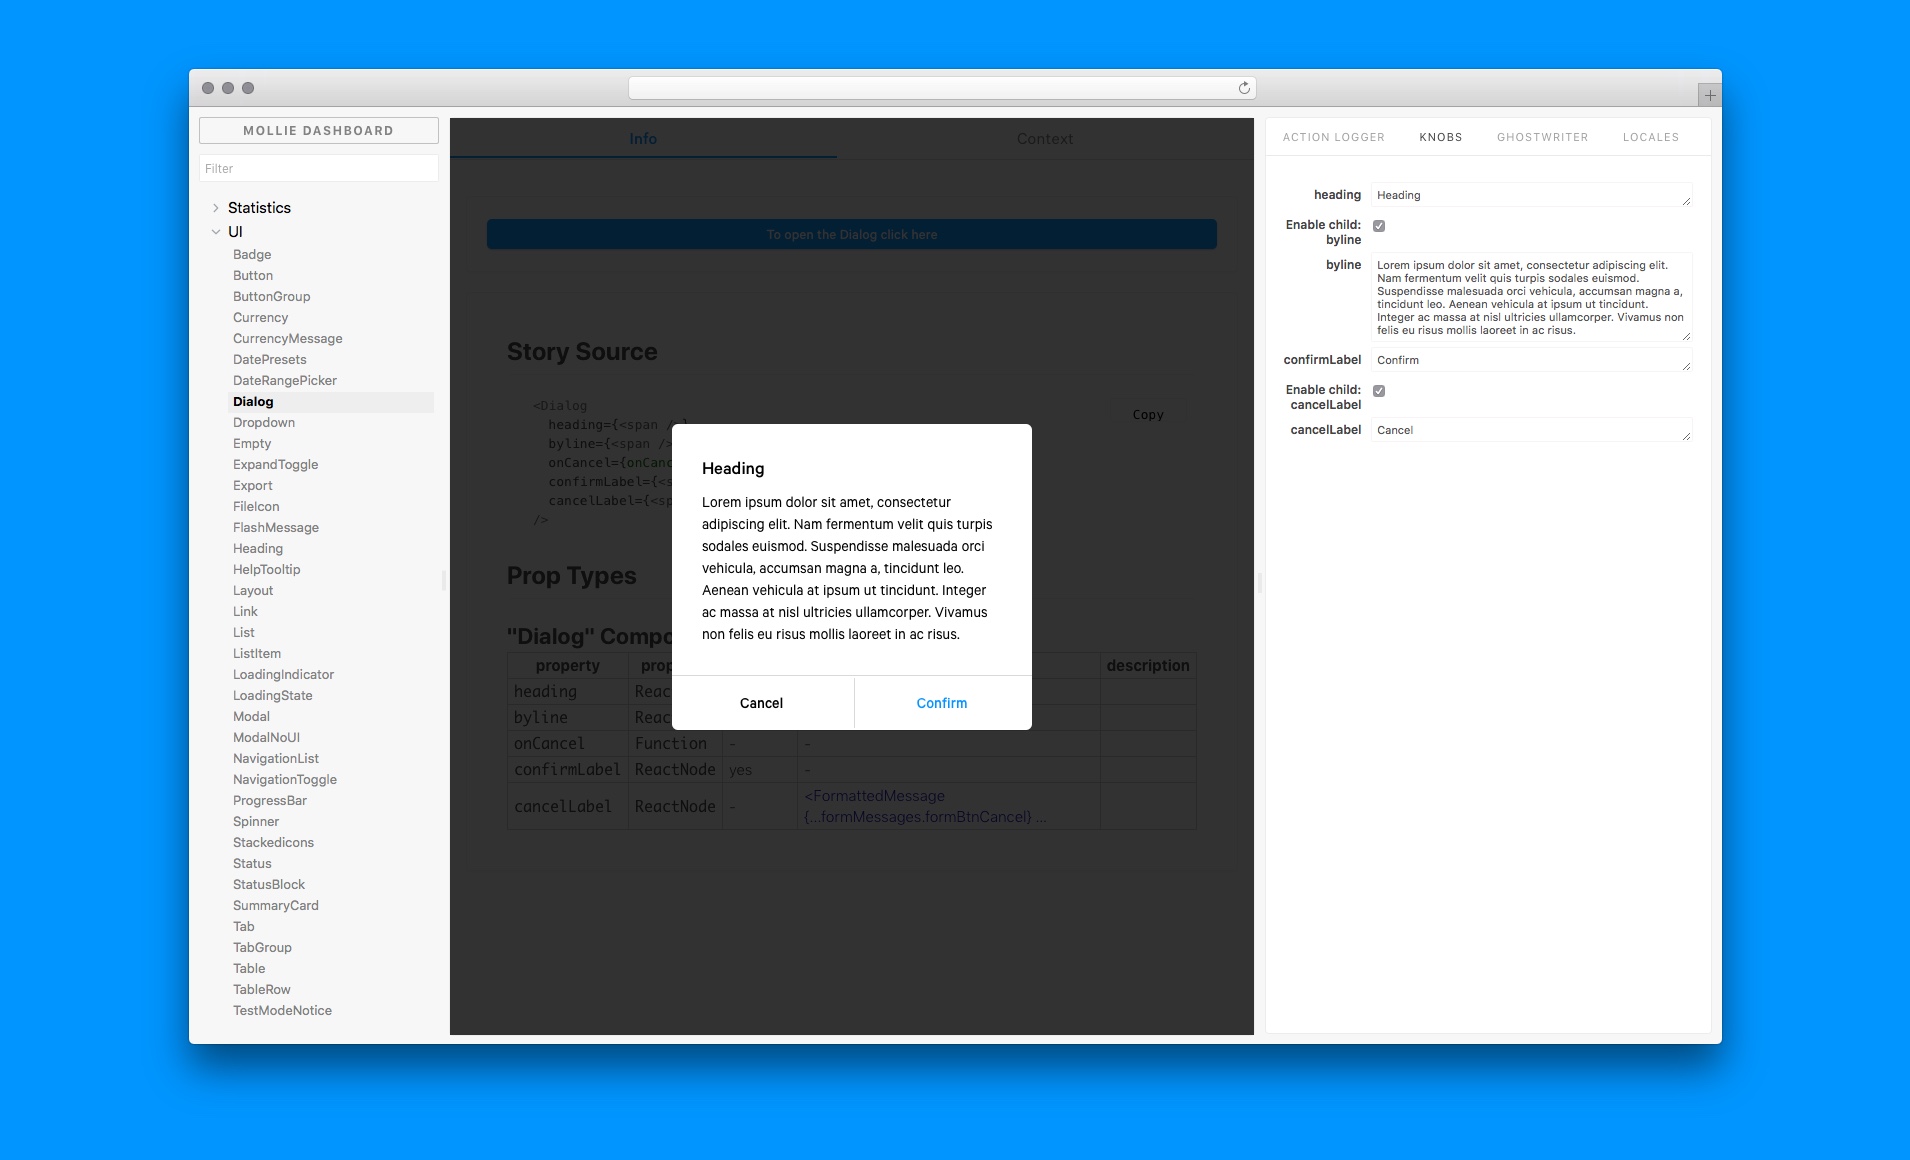 MOLLIE DASHBOARD
Filter
Statistics
UI
Badge
Button
ButtonGroup
Currency
CurrencyMessage
DatePresets
DateRangePicker
Dialog
Dropdown
Empty
ExpandToggle
Export
FileIcon
FlashMessage
Heading
HelpTooltip
Layout
Link
List
ListItem
LoadingIndicator
LoadingState
Modal
ModalNoUI
NavigationList
NavigationToggle
ProgressBar
Spinner
Stackedicons
Status
StatusBlock
SummaryCard
Tab
TabGroup
Table
TableRow
TestModeNotice
Info Context
To open the Dialog click here
Story Source
<Dialog
heading={<span /
byline={<span />
onCancel={onCanc
confirmLabel={<s
cancelLabel={<sp
/>
Copy
Prop Types
"Dialog" Compo
property prop description
heading Reac
byline Reac
onCancel Function - -
confirmLabel ReactNode yes -
cancelLabel ReactNode - <FormattedMessage
{...formMessages.formBtnCancel} ...
Heading
Lorem ipsum dolor sit amet, consectetur
adipiscing elit. Nam fermentum velit quis turpis
sodales euismod. Suspendisse malesuada orci
vehicula, accumsan magna a, tincidunt leo.
Aenean vehicula at ipsum ut tincidunt. Integer
ac massa at nisl ultricies ullamcorper. Vivamus
non felis eu risus mollis laoreet in ac risus.
Cancel Confirm
ACTION LOGGER KNOBS GHOSTWRITER LOCALES
heading Heading
Enable child:
byline
byline Lorem ipsum dolor sit amet, consectetur adipiscing elit.
Nam fermentum velit quis turpis sodales euismod.
Suspendisse malesuada orci vehicula, accumsan magna a,
tincidunt leo. Aenean vehicula at ipsum ut tincidunt.
Integer ac massa at nisl ultricies ullamcorper. Vivamus non
felis eu risus mollis laoreet in ac risus.
confirmLabel Confirm
Enable child:
cancelLabel
cancelLabel Cancel